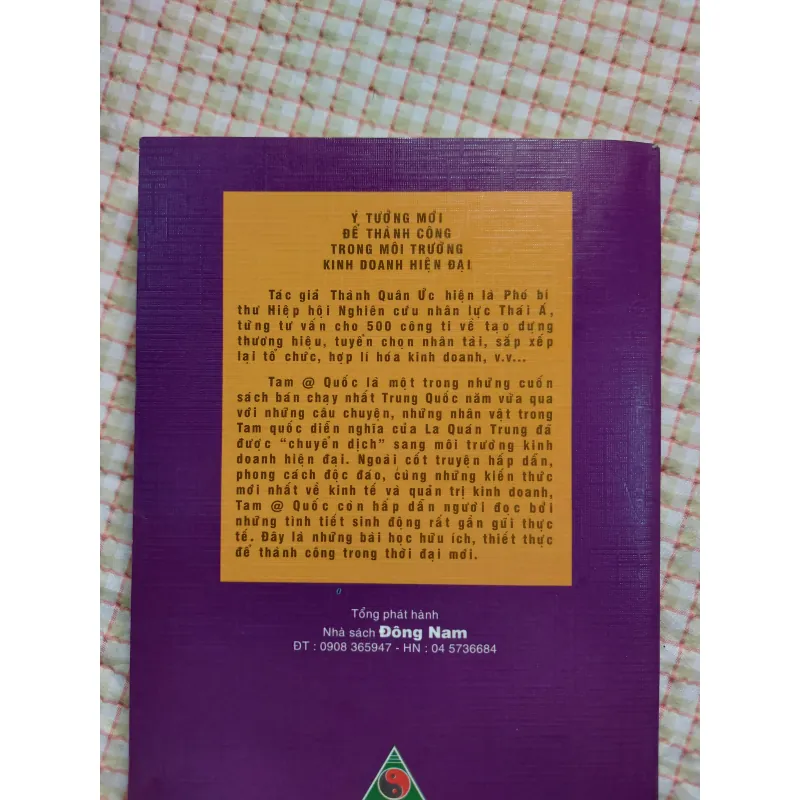 Ý TƯỞNG MỚI
ĐỂ THÀNH CÔNG
TRONG MÔI TRƯỜNG
KINH DOANH HIỆN ĐẠI
Tác giả Thành Quân Ức hiện là Phó bí
thư Hiệp hội Nghiên cứu nhân lực Thái Á,
từng tư vấn cho 500 công ti về tạo dựng
thương hiệu, tuyển chọn nhân tài, sắp xếp
lại tổ chức, hợp lí hóa kinh doanh, v.v...
Tam @ Quốc là một trong những cuốn
sách bán chạy nhất Trung Quốc năm vừa qua
với những câu chuyện, những nhân vật trong
Tam quốc diễn nghĩa của La Quán Trung đã
được “chuyển dịch” sang môi trường kinh
doanh hiện đại. Ngoài cốt truyện hấp dẫn,
phong cách độc đáo, cùng những kiến thức
mới nhất về kinh tế và quản trị kinh doanh,
Tam @ Quốc còn hấp dẫn người đọc bởi
những tình tiết sinh động rất gần gũi thực
tế. Đây là những bài học hữu ích, thiết thực
để thành công trong thời đại mới.
Tổng phát hành
Nhà sách Đông Nam
ĐT : 0908 365947 - HN : 04 5736684